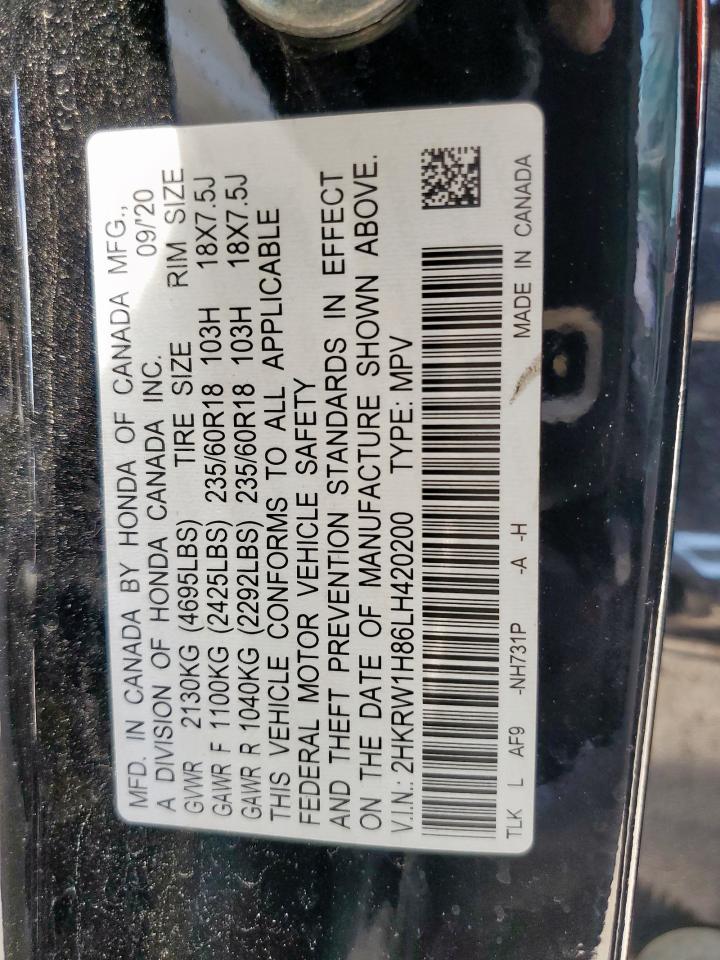 MFD. IN CANADA BY HONDA OF CANADA MFG.,
A DIVISION OF HONDA CANADA INC. 09/'20
GVWR 2130KG (4695LBS) TIRE SIZE RIM SIZE
GAWR F 1100KG (2425LBS) 235/60R18 103H 18X7.5J
GAWR R 1040KG (2292LBS) 235/60R18 103H 18X7.5J
THIS VEHICLE CONFORMS TO ALL APPLICABLE
FEDERAL MOTOR VEHICLE SAFETY
AND THEFT PREVENTION STANDARDS IN EFFECT
ON THE DATE OF MANUFACTURE SHOWN ABOVE.
V.I.N.: 2HKRW1H86LH420200 TYPE: MPV
TLK L AF9 -NH731P -A -H MADE IN CANADA